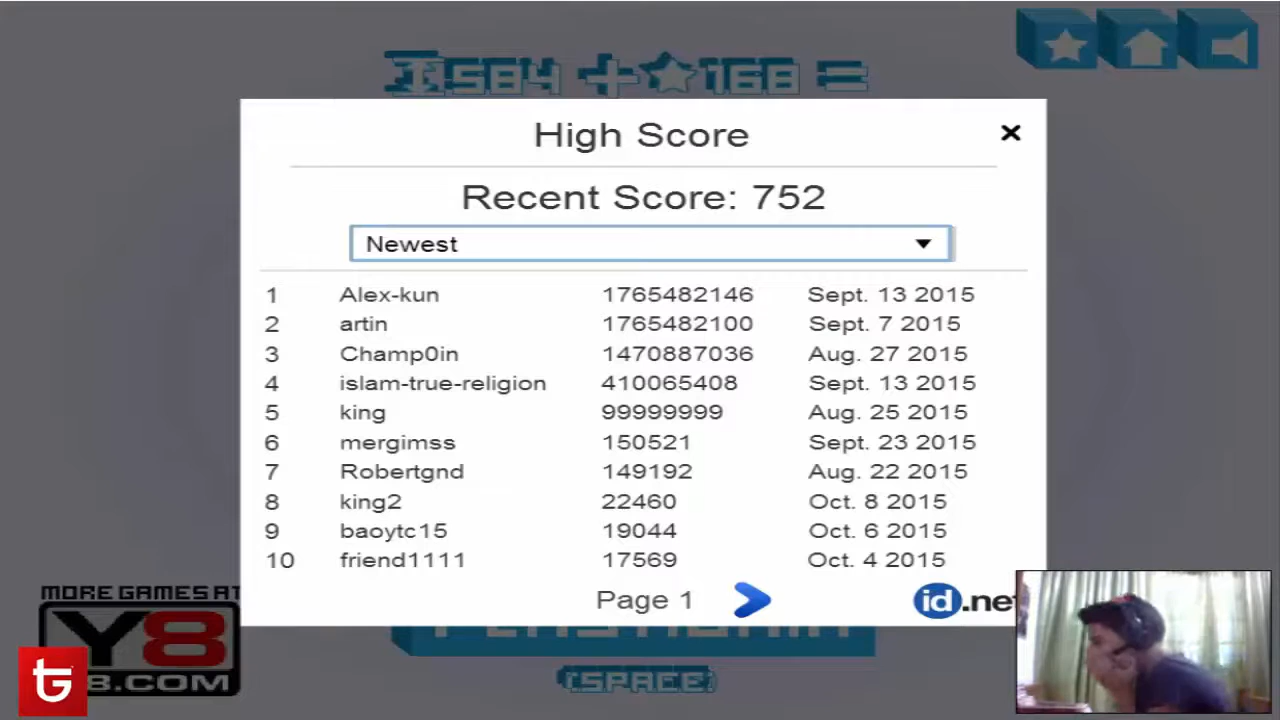 584 + 168 =
High Score
Recent Score: 752
Newest
1 Alex-kun 1765482146 Sept. 13 2015
2 artin 1765482100 Sept. 7 2015
3 Champ0in 1470887036 Aug. 27 2015
4 islam-true-religion 410065408 Sept. 13 2015
5 king 99999999 Aug. 25 2015
6 mergimss 150521 Sept. 23 2015
7 Robertgnd 149192 Aug. 22 2015
8 king2 22460 Oct. 8 2015
9 baoytc15 19044 Oct. 6 2015
10 friend1111 17569 Oct. 4 2015
Page 1
id.ne
MORE GAMES AT
Y8
8.COM
tg
(SPACE)